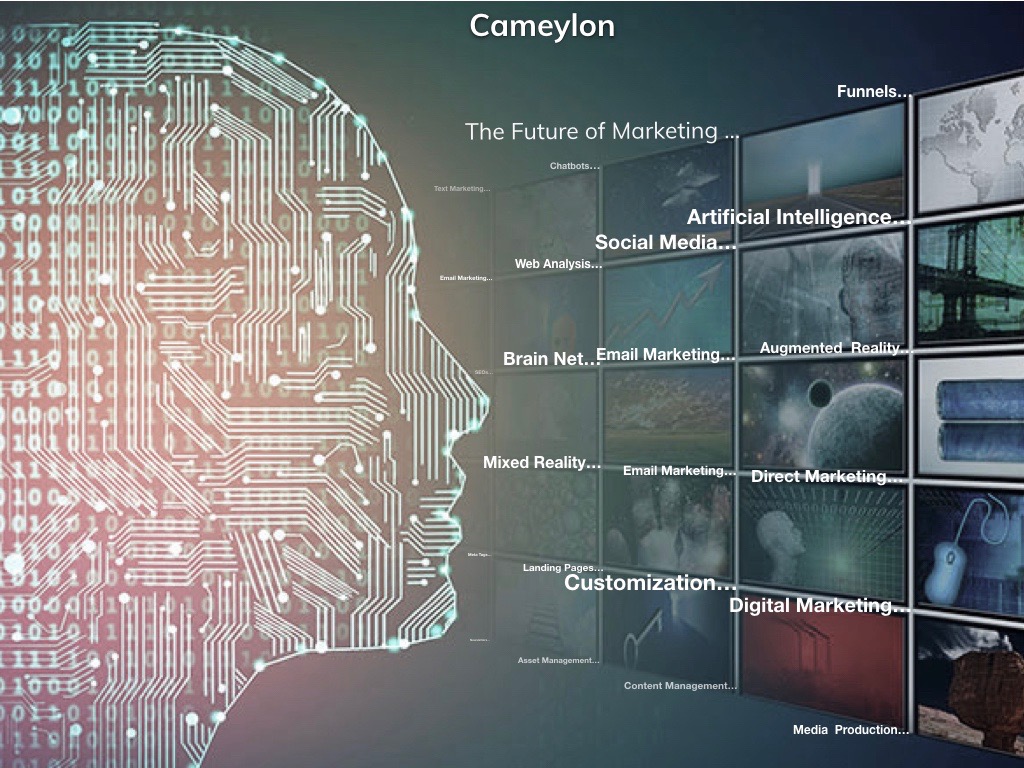 Cameylon
Funnels...
The Future of Marketing ...
Chatbots...
Text Marketing...
Artificial Intelligence...
Social Media...
Web Analysis...
Email Marketing...
Augmented Reality...
Brain Net...
Email Marketing...
SEOs...
Mixed Reality...
Email Marketing...
Direct Marketing...
Meta Tags...
Landing Pages...
Customization...
Digital Marketing...
Asset Management...
Content Management...
Media Production...